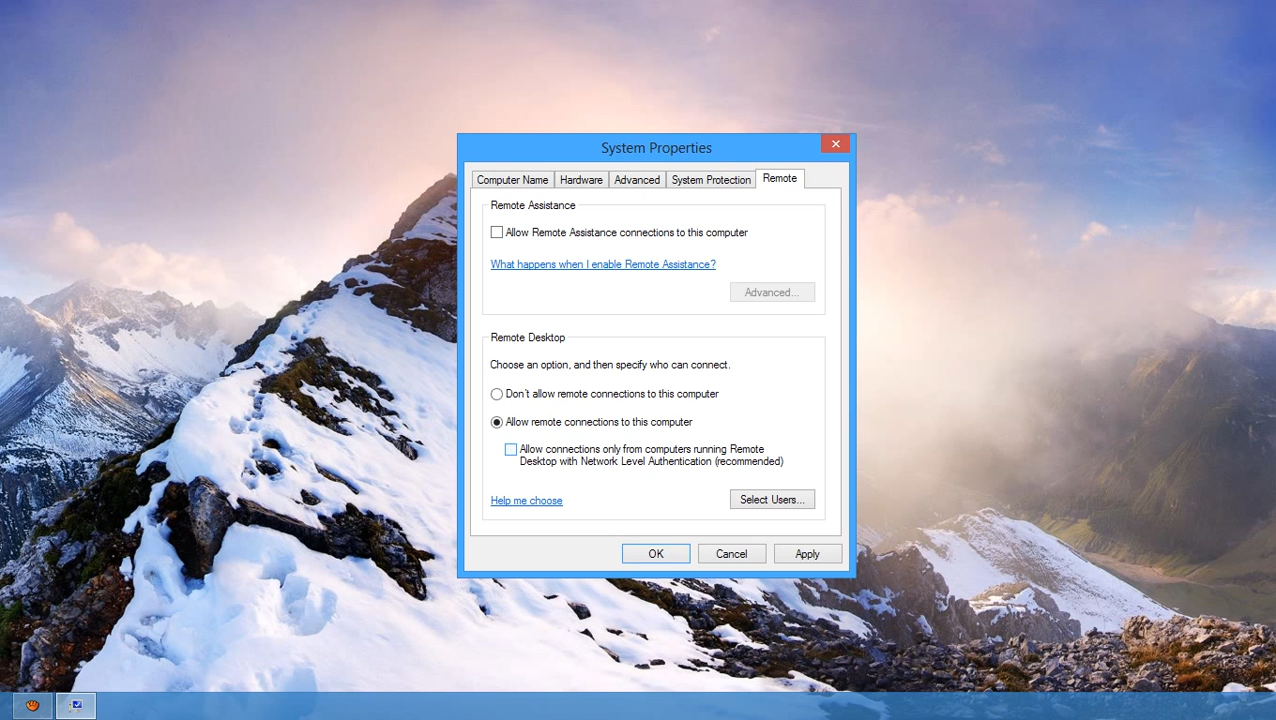 System Properties
Computer Name
Hardware
Advanced
System Protection
Remote
Remote Assistance
Allow Remote Assistance connections to this computer
What happens when I enable Remote Assistance?
Advanced...
Remote Desktop
Choose an option, and then specify who can connect.
Don't allow remote connections to this computer
Allow remote connections to this computer
Allow connections only from computers running Remote
Desktop with Network Level Authentication (recommended)
Help me choose
Select Users...
OK
Cancel
Apply